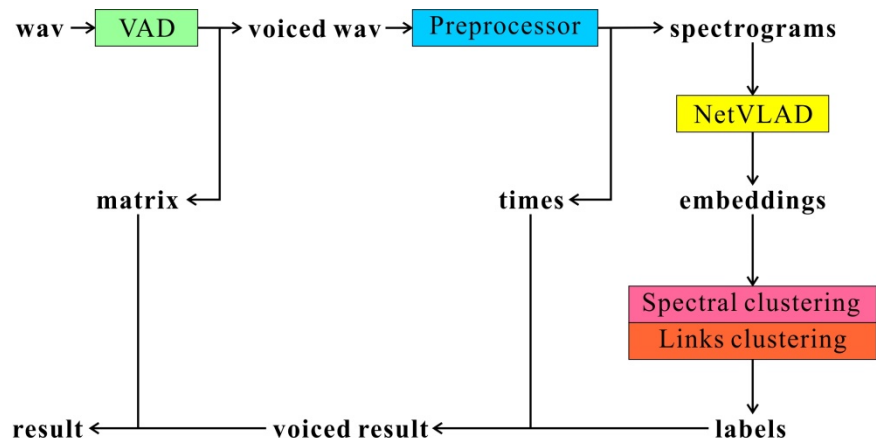 wav VAD voiced wav Preprocessor spectrograms
NetVLAD
matrix times embeddings
Spectral clustering
Links clustering
result voiced result labels